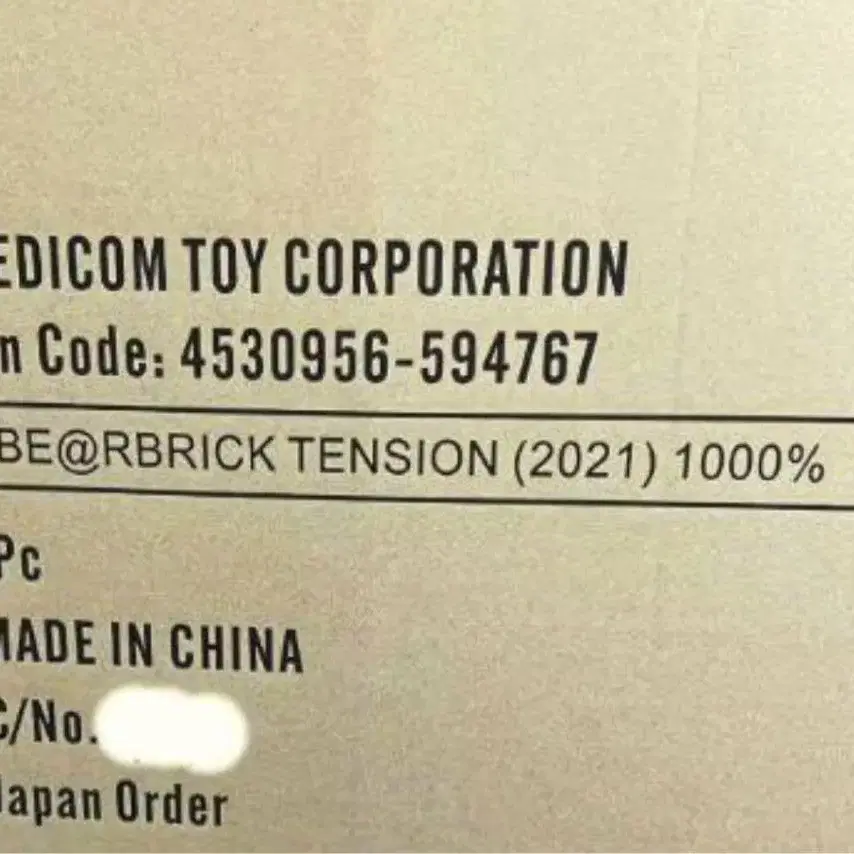 EDICOM TOY CORPORATION
n Code: 4530956-594767
BE@RBRICK TENSION (2021) 1000%
Pc
MADE IN CHINA
C/No.
Japan Order